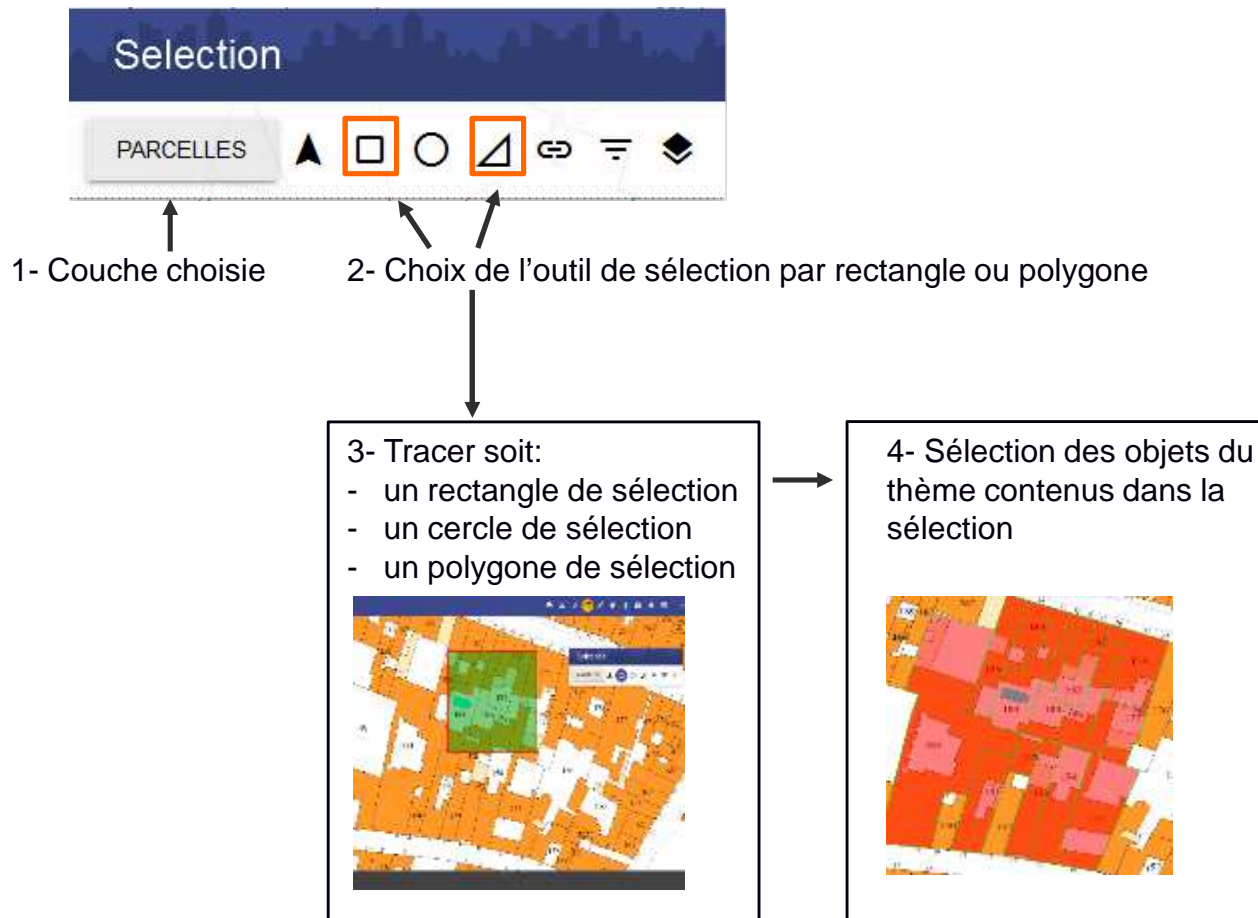 Selection
PARCELLES
1- Couche choisie
2- Choix de l’outil de sélection par rectangle ou polygone
3- Tracer soit:
- un rectangle de sélection
- un cercle de sélection
- un polygone de sélection
4- Sélection des objets du
thème contenus dans la
sélection